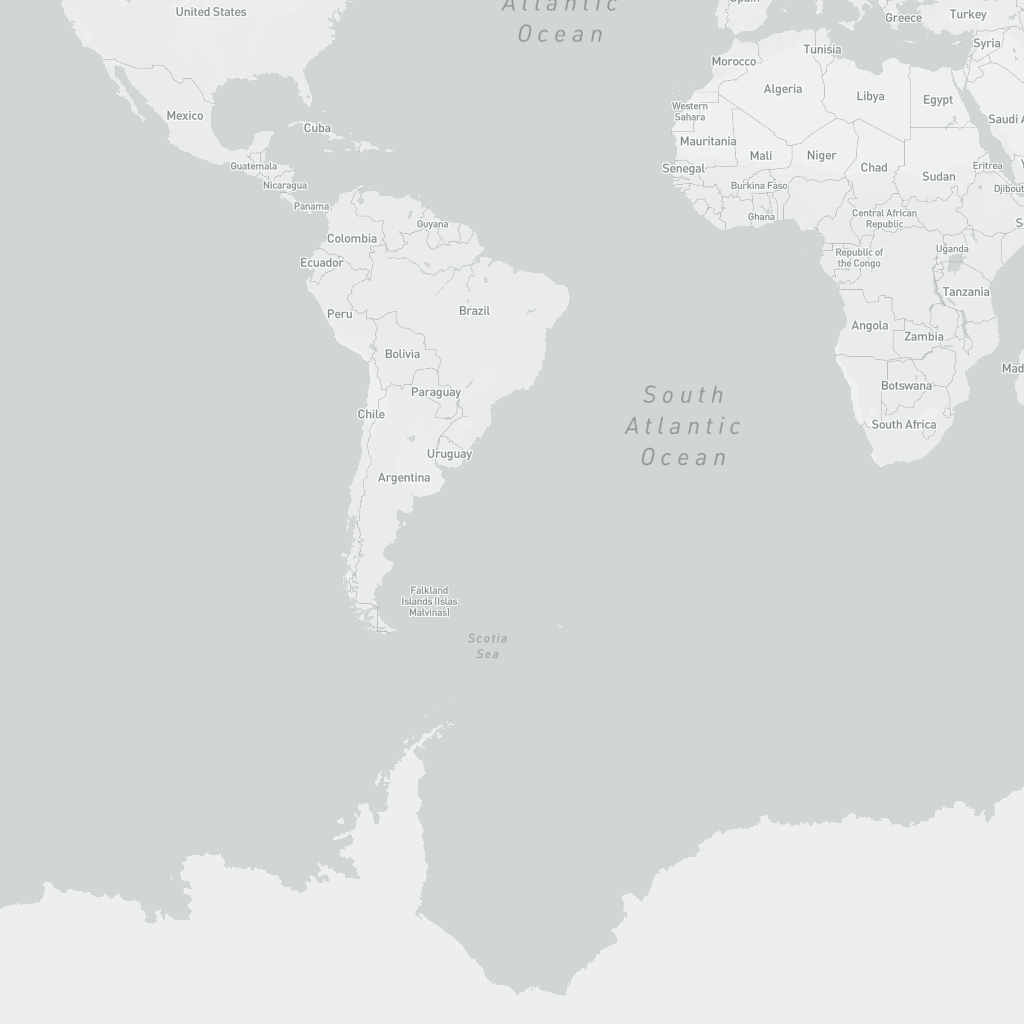 Atlantic
Ocean
Spain
Greece
Turkey
United States
Tunisia
Syria
Morocco
Algeria
Libya
Egypt
Western
Sahara
Mexico
Cuba
Saudi A
Mauritania
Mali
Niger
Chad
Sudan
Eritrea
Guatemala
Senegal
Nicaragua
Burkina Faso
Djibout
Panama
Ghana
Central African
Republic
Guyana
Colombia
Ecuador
Republic of
the Congo
Uganda
Tanzania
Peru
Brazil
Angola
Zambia
Bolivia
Mad
Paraguay
Botswana
South
Atlantic
Ocean
Chile
South Africa
Uruguay
Argentina
Falkland
Islands [Islas
Malvinas]
Scotia
Sea